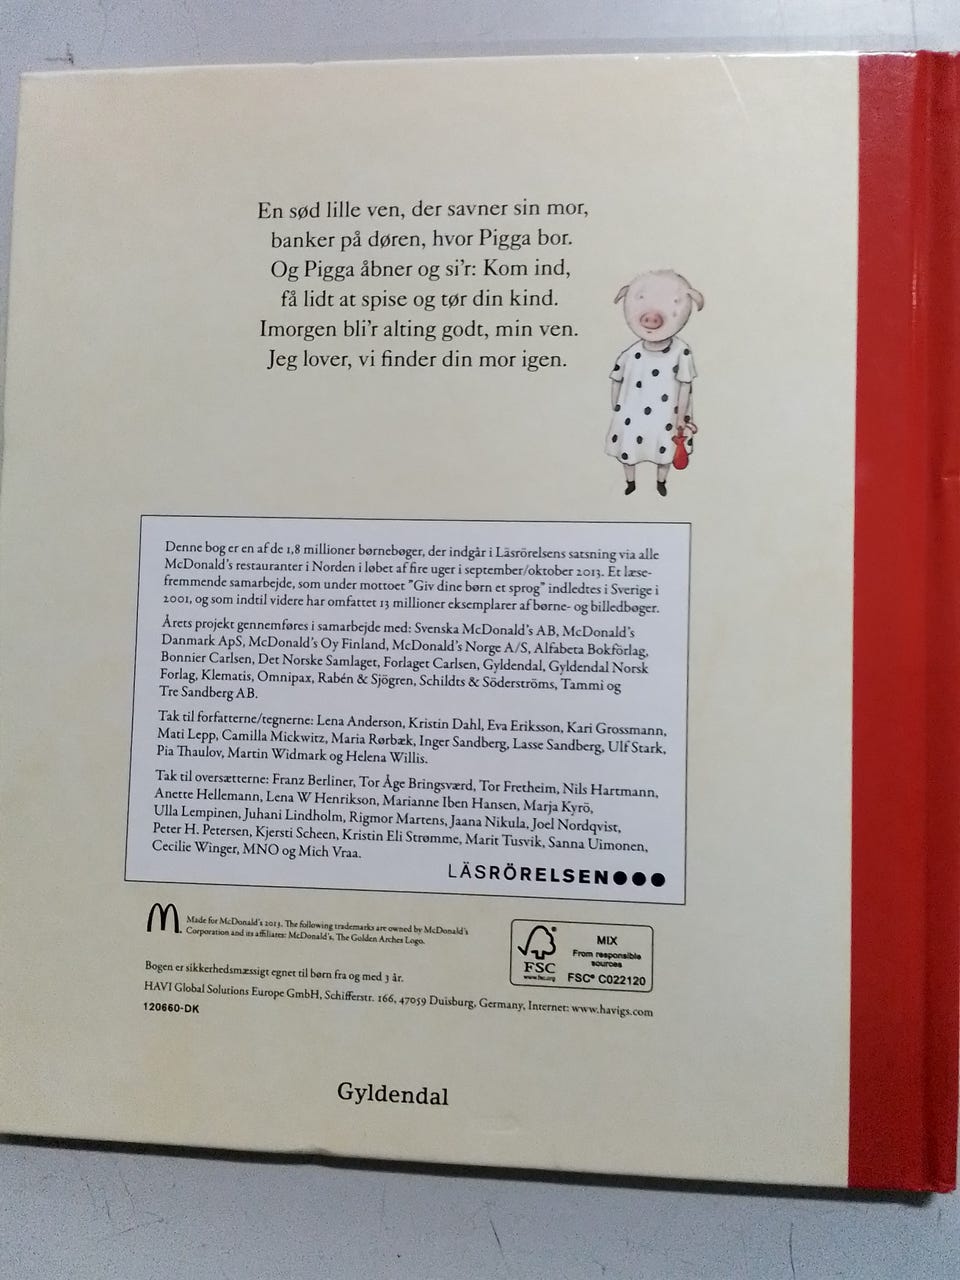 En sød lille ven, der savner sin mor,
banker på døren, hvor Pigga bor.
Og Pigga åbner og si'r: Kom ind,
få lidt at spise og tør din kind.
Imorgen bli'r alting godt, min ven.
Jeg lover, vi finder din mor igen.
Denne bog er en af de 1,8 millioner børnebøger, der indgår i Läsrörelsens satsning via alle
McDonald's restauranter i Norden i løbet af fire uger i september/oktober 2013. Et læse-
fremmende samarbejde, som under mottoet "Giv dine børn et sprog" indledtes i Sverige i
2001, og som indtil videre har omfattet 13 millioner eksemplarer af børne- og billedbøger.
Årets projekt gennemføres i samarbejde med: Svenska McDonald's AB, McDonald's
Danmark ApS, McDonald's Oy Finland, McDonald's Norge A/S, Alfabeta Bokförlag,
Bonnier Carlsen, Det Norske Samlaget, Forlaget Carlsen, Gyldendal, Gyldendal Norsk
Forlag, Klematis, Omnipax, Rabén & Sjögren, Schildts & Söderströms, Tammi og
Tre Sandberg AB.
Tak til forfatterne/tegnerne: Lena Anderson, Kristin Dahl, Eva Eriksson, Kari Grossmann,
Mati Lepp, Camilla Mickwitz, Maria Rørbæk, Inger Sandberg, Lasse Sandberg, Ulf Stark,
Pia Thaulov, Martin Widmark og Helena Willis.
Tak til oversætterne: Franz Berliner, Tor Åge Bringsværd, Tor Fretheim, Nils Hartmann,
Anette Hellemann, Lena W Henrikson, Marianne Iben Hansen, Marja Kyrö,
Ulla Lempinen, Juhani Lindholm, Rigmor Martens, Jaana Nikula, Joel Nordqvist,
Peter H. Petersen, Kjersti Scheen, Kristin Eli Strømme, Marit Tusvik, Sanna Uimonen,
Cecilie Winger, MNO og Mich Vraa.
LÄSRÖRELSEN●●●
Made for McDonald's 2013. The following trademarks are owned by McDonald's
Corporation and its affiliates: McDonald's, The Golden Arches Logo.
FSC
www.fsc.org
MIX
From responsible
sources
FSC® C022120
Bogen er sikkerhedsmæssigt egnet til børn fra og med 3 år.
HAVI Global Solutions Europe GmbH, Schifferstr. 166, 47059 Duisburg, Germany, Internet: www.havigs.com
120660-DK
Gyldendal